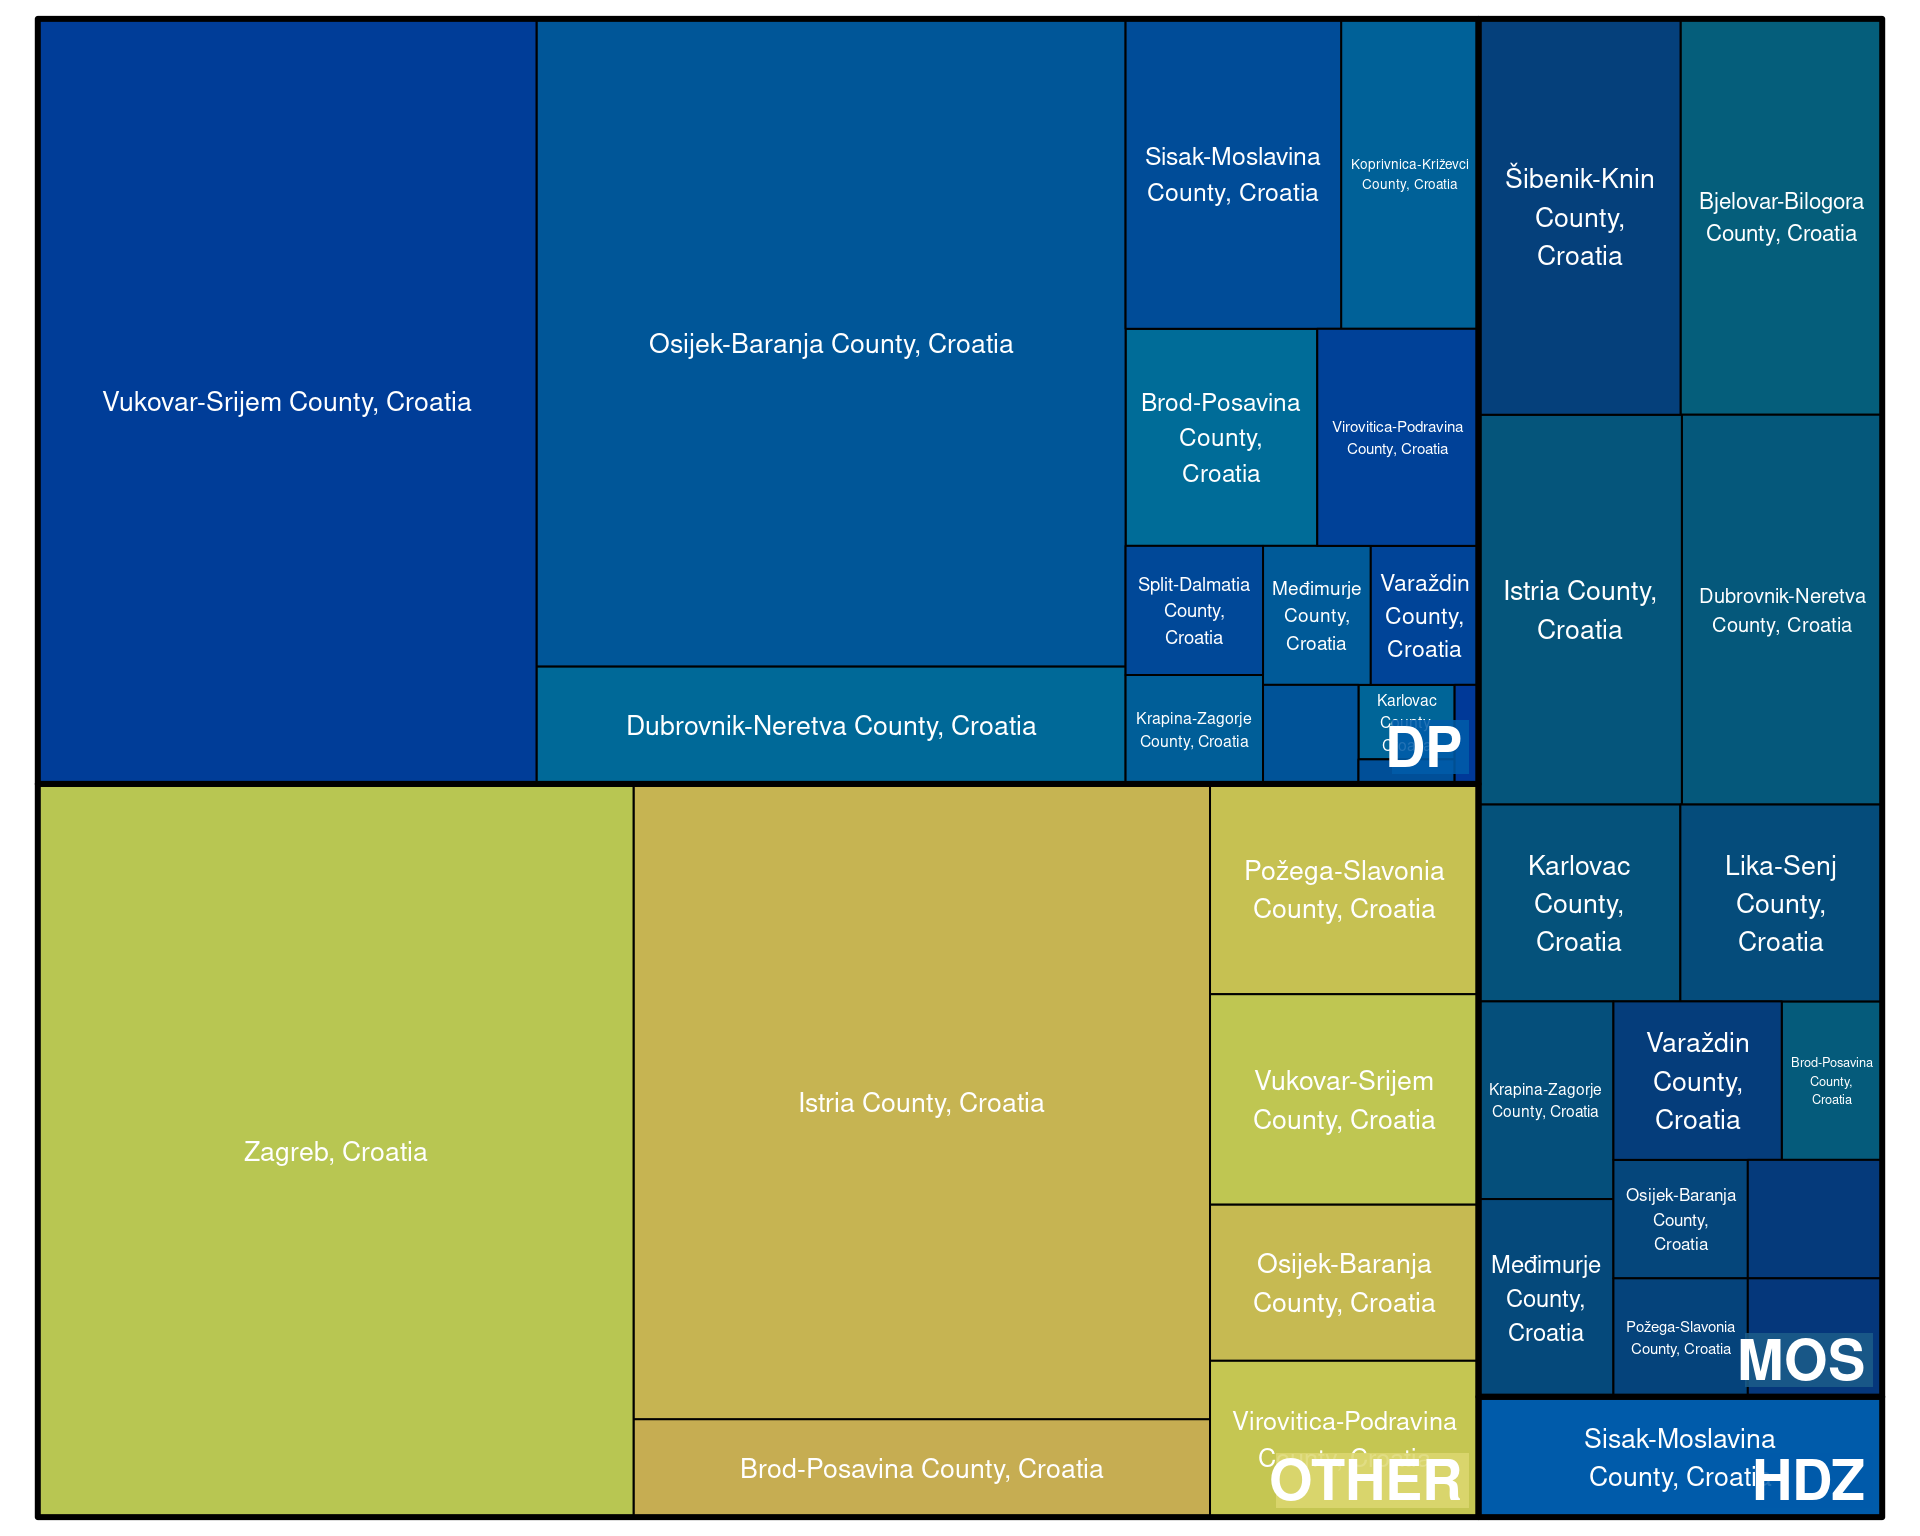 Vukovar-Srijem County, Croatia
Osijek-Baranja County, Croatia
Dubrovnik-Neretva County, Croatia
Sisak-Moslavina
County, Croatia
Koprivnica-Križevci
County, Croatia
Brod-Posavina
County,
Croatia
Virovitica-Podravina
County, Croatia
Split-Dalmatia
County,
Croatia
Međimurje
County,
Croatia
Varaždin
County,
Croatia
Krapina-Zagorje
County, Croatia
Karlovac
County
DP
Zagreb, Croatia
Istria County, Croatia
Brod-Posavina County, Croatia
Požega-Slavonia
County, Croatia
Vukovar-Srijem
County, Croatia
Osijek-Baranja
County, Croatia
Virovitica-Podravina
County, Croatia
OTHER
Šibenik-Knin
County,
Croatia
Bjelovar-Bilogora
County, Croatia
Istria County,
Croatia
Dubrovnik-Neretva
County, Croatia
Karlovac
County,
Croatia
Lika-Senj
County,
Croatia
Krapina-Zagorje
County, Croatia
Varaždin
County,
Croatia
Brod-Posavina
County,
Croatia
Međimurje
County,
Croatia
Osijek-Baranja
County,
Croatia
Požega-Slavonia
County, Croatia
MOS
Sisak-Moslavina
County, Croatia
HDZ